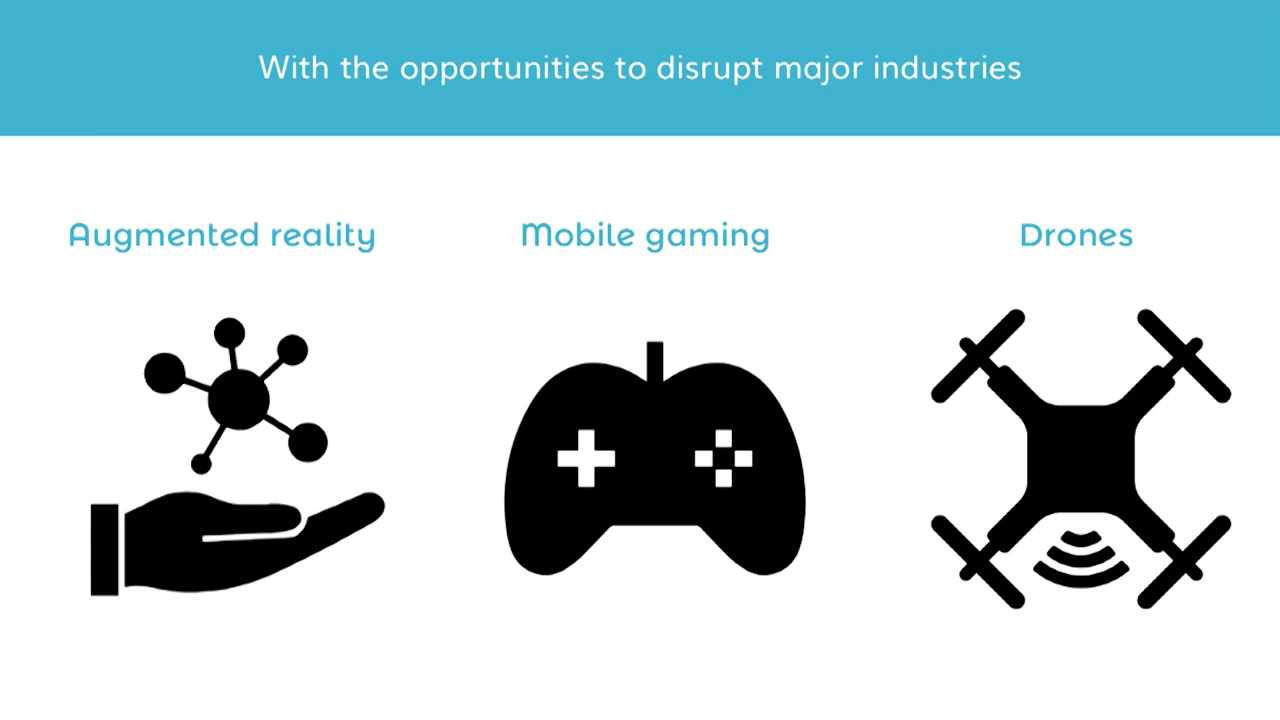 With the opportunities to disrupt major industries
Augmented reality
Mobile gaming
Drones